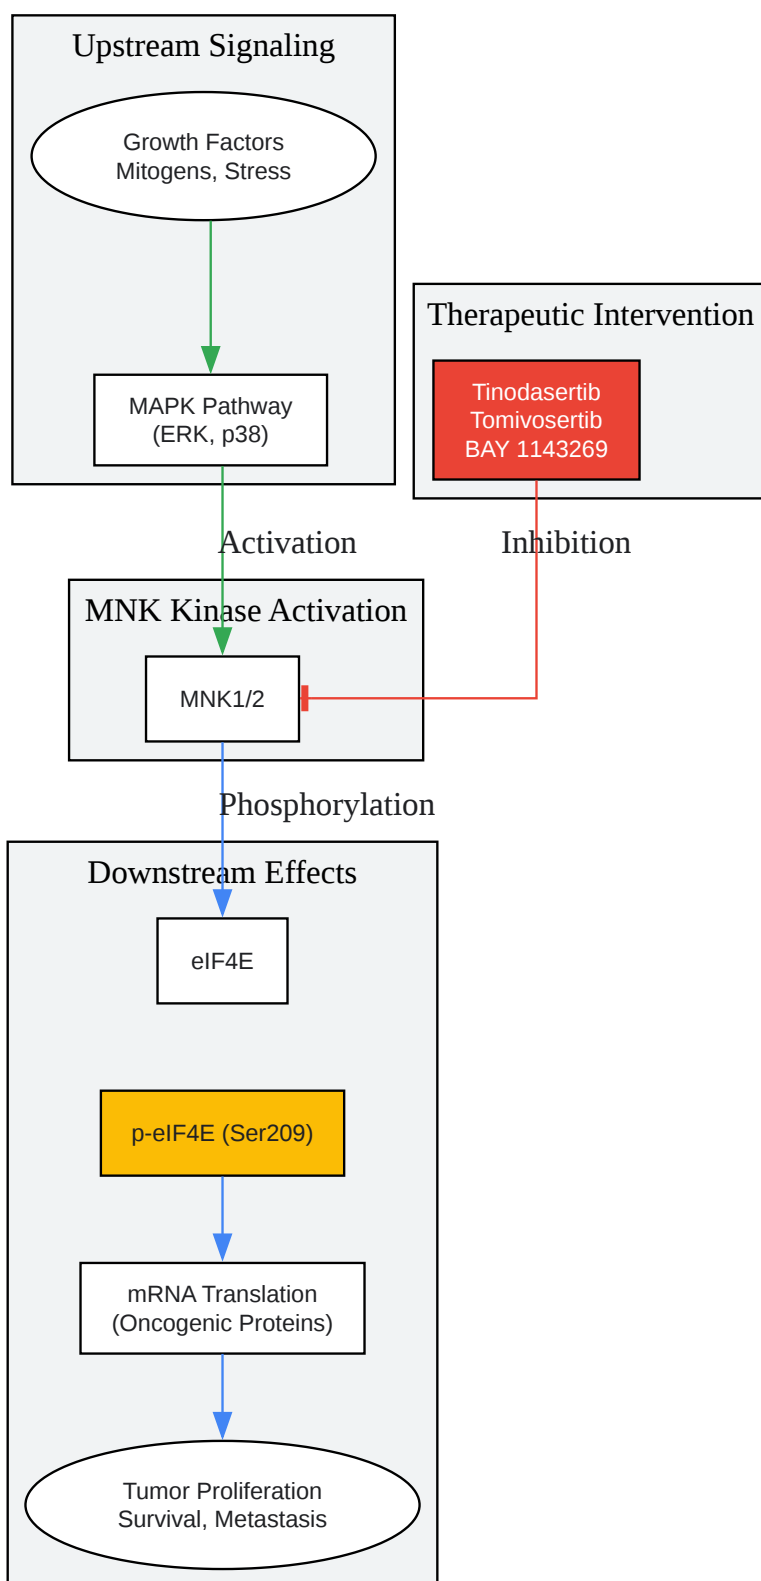 Upstream Signaling
Growth Factors
Mitogens, Stress
MAPK Pathway
(ERK, p38)
Therapeutic Intervention
Tinodasertib
Tomivosertib
BAY 1143269
Activation
Inhibition
MNK Kinase Activation
MNK1/2
Phosphorylation
Downstream Effects
eIF4E
p-eIF4E (Ser209)
mRNA Translation
(Oncogenic Proteins)
Tumor Proliferation
Survival, Metastasis